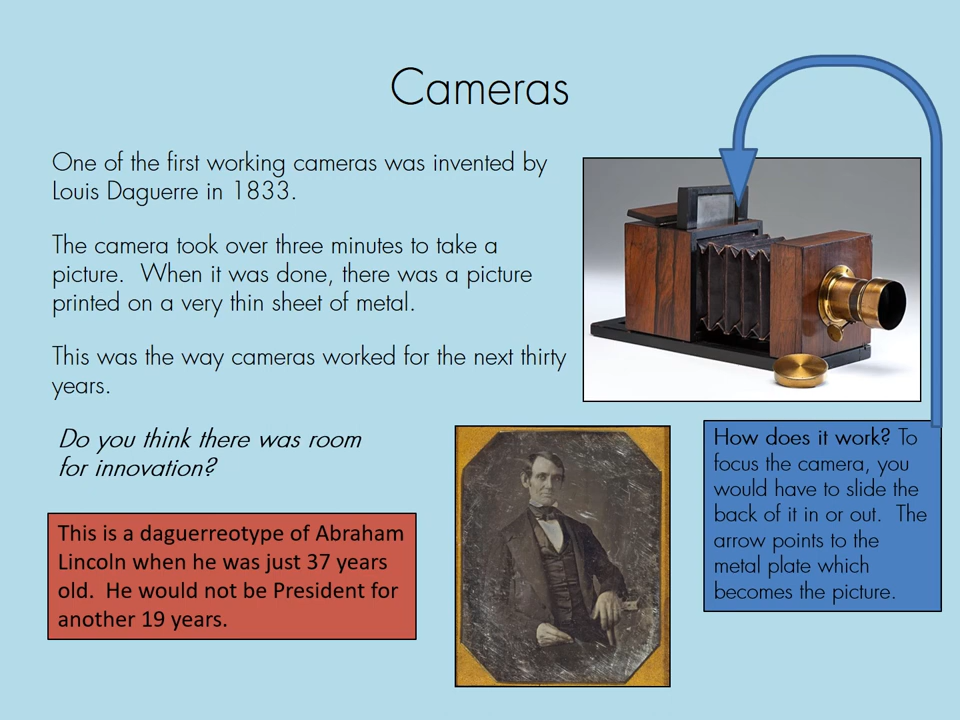 Cameras
One of the first working cameras was invented by
Louis Daguerre in 1833.
The camera took over three minutes to take a
picture.  When it was done, there was a picture
printed on a very thin sheet of metal.
This was the way cameras worked for the next thirty
years.
Do you think there was room
for innovation?
This is a daguerreotype of Abraham
Lincoln when he was just 37 years
old.  He would not be President for
another 19 years.
How does it work? To
focus the camera, you
would have to slide the
back of it in or out.  The
arrow points to the
metal plate which
becomes the picture.